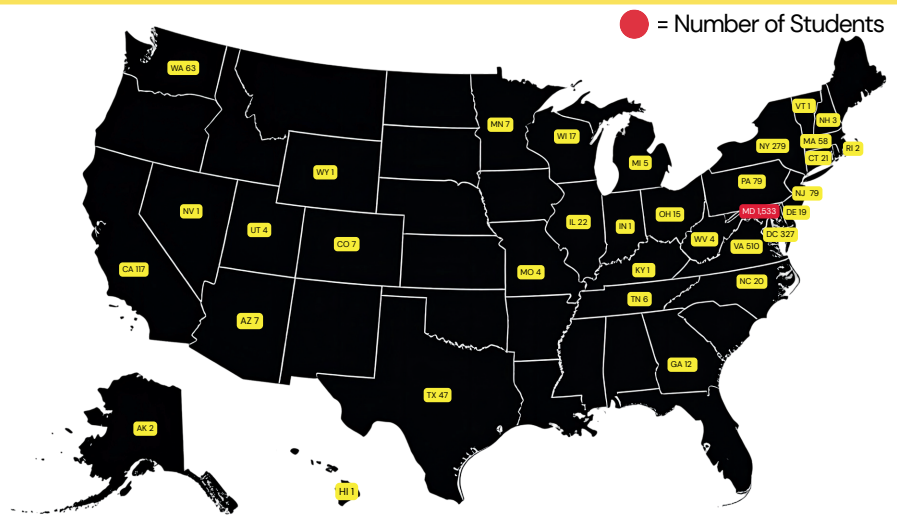 = Number of Students
WA 63
MN 7
WI 17
VT 1
NH 3
NY 279
MA 58
RI 2
CT 21
MI 5
WY 1
PA 79
NJ 79
NV 1
UT 4
CO 7
IL 22
IN 1
OH 15
MD 1,533
DE 19
WV 4
VA 510
DC 327
CA 117
MO 4
KY 1
NC 20
TN 6
AZ 7
GA 12
TX 47
AK 2
HI 1